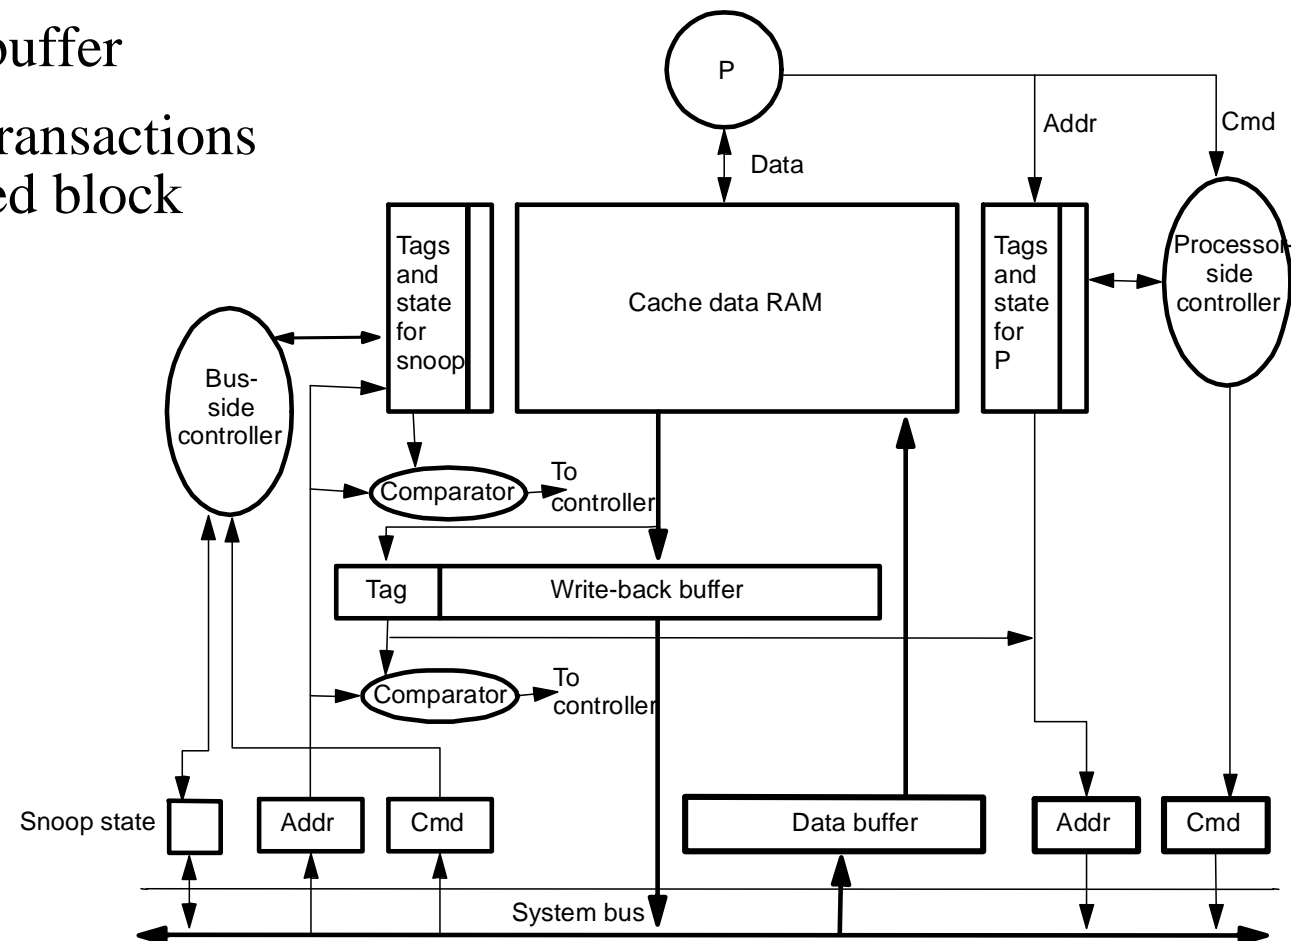 buffer
ransactions
ed block
P
Addr
Cmd
Data
Tags
and
state
for
snoop
Cache data RAM
Tags
and
state
for
P
Processor-
side
controller
Bus-
side
controller
Comparator
To
controller
Tag
Write-back buffer
Comparator
To
controller
Snoop state
Addr
Cmd
Data buffer
Addr
Cmd
System bus